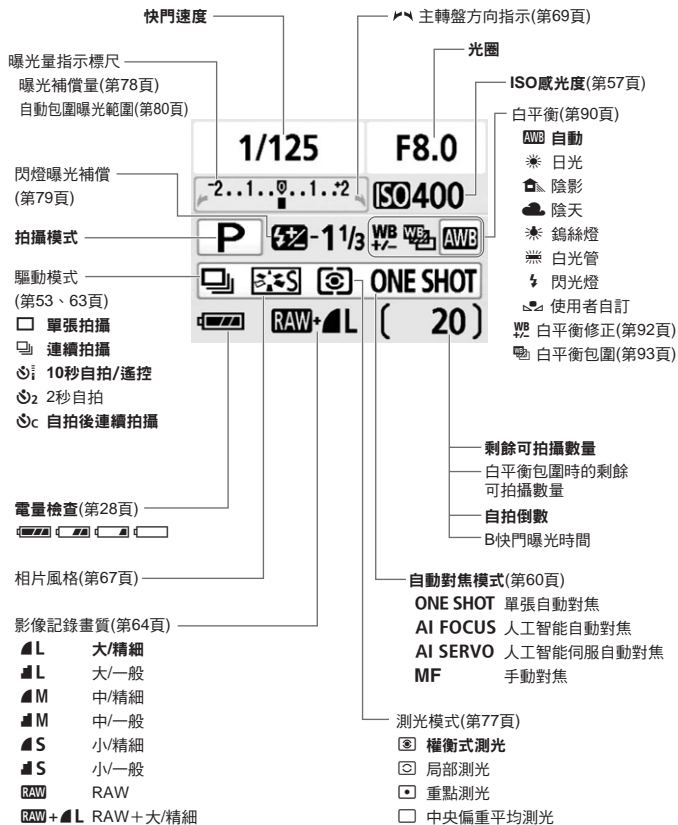 快門速度
主轉盤方向指示(第69頁)
光圈
曝光量指示標尺
曝光補償量(第78頁)
自動包圍曝光範圍(第80頁)
ISO感光度(第57頁)
白平衡(第90頁)
AWB 自動
日光
陰影
陰天
鎢絲燈
白光管
閃光燈
使用者自訂
WB +/- 白平衡修正(第92頁)
白平衡包圍(第93頁)
1/125 F8.0
-2..1..0..1..+2 ISO 400
P -1 1/3 WB +/- WB AWB
S ONE SHOT
RAW+ L ( 20 )
閃燈曝光補償
(第79頁)
拍攝模式
驅動模式
(第53、63頁)
單張拍攝
連續拍攝
10秒自拍/遙控
2 2秒自拍
C 自拍後連續拍攝
電量檢查(第28頁)
剩餘可拍攝數量
白平衡包圍時的剩餘
可拍攝數量
自拍倒數
B快門曝光時間
相片風格(第67頁)
自動對焦模式(第60頁)
ONE SHOT 單張自動對焦
AI FOCUS 人工智能自動對焦
AI SERVO 人工智能伺服自動對焦
MF 手動對焦
影像記錄畫質(第64頁)
L 大/精細
L 大/一般
M 中/精細
M 中/一般
S 小/精細
S 小/一般
RAW RAW
RAW + L RAW+大/精細
測光模式(第77頁)
權衡式測光
局部測光
重點測光
中央偏重平均測光